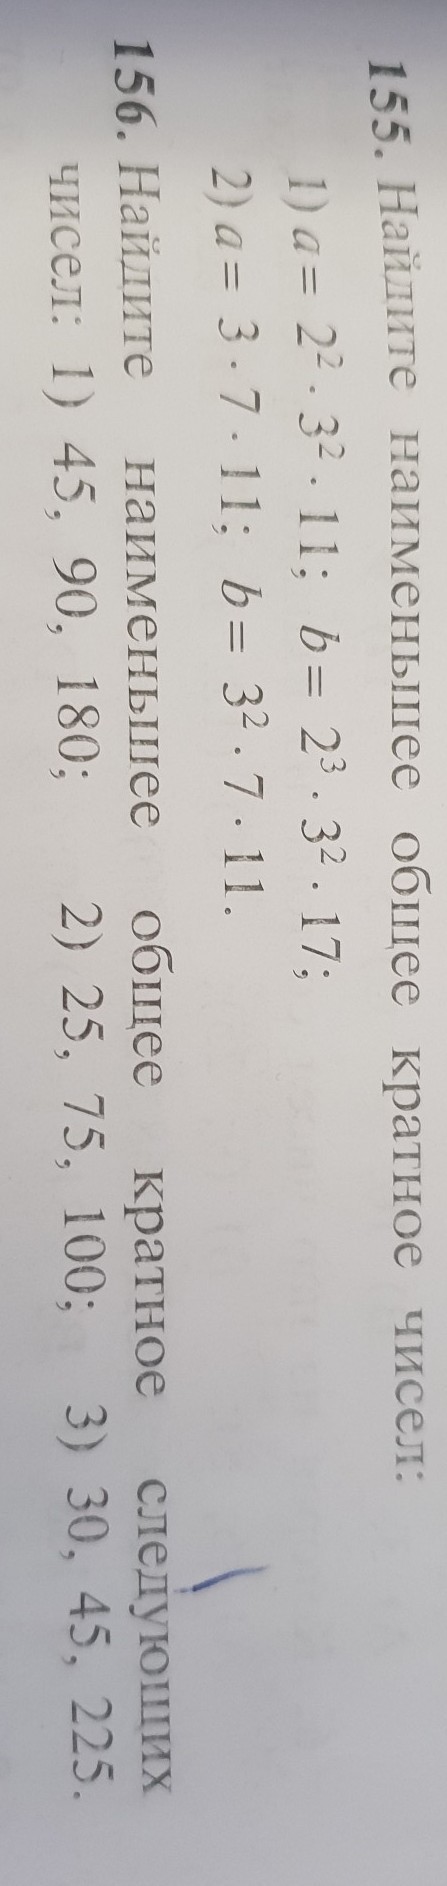 155. Найдите наименьшее общее кратное чисел:
1) a = 2² · 3² · 11; b = 2³ · 3² · 17;
2) a = 3 · 7 · 11; b = 3² · 7 · 11.
156. Найдите наименьшее общее кратное следующих
чисел: 1) 45, 90, 180; 2) 25, 75, 100; 3) 30, 45, 225.